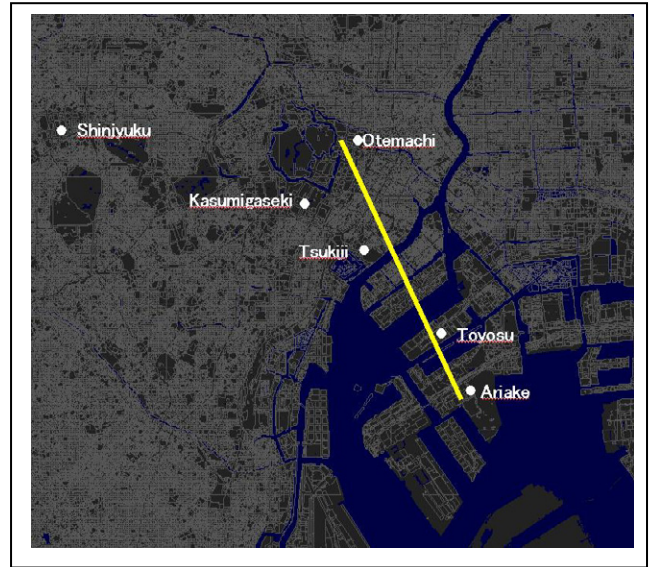 Shinjyuku
Otemachi
Kasumigaseki
Tsukiji
Toyosu
Ariake